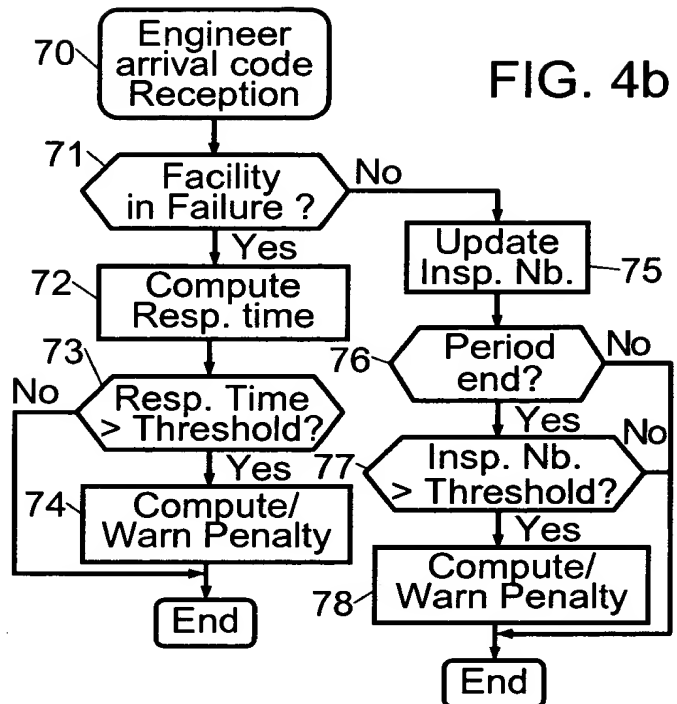 FIG. 4b
70
Engineer
arrival code
Reception
71
Facility
in Failure ?
No
Yes
72
Compute
Resp. time
73
No
Resp. Time
> Threshold?
Yes
74
Compute/
Warn Penalty
End
Update
Insp. Nb.
75
76
Period
end?
No
Yes
77
Insp. Nb.
> Threshold?
No
Yes
78
Compute/
Warn Penalty
End